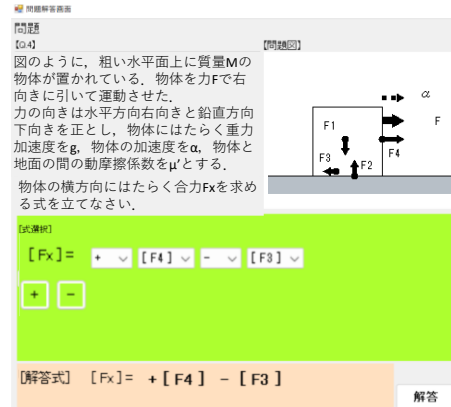 問題解答画面
問題
【Q.4】
【問題図】
図のように，粗い水平面上に質量Mの
物体が置かれている．物体を力Fで右
向きに引いて運動させた．
力の向きは水平方向右向きと鉛直方向
下向きを正とし，物体にはたらく重力
加速度をg，物体の加速度をα，物体と
地面の間の動摩擦係数をμ’とする．
物体の横方向にはたらく合力Fxを求め
る式を立てなさい．
α
F1
F
F3
F2
F4
[式選択]
[Fx]= + [F4] - [F3]
+ -
[解答式] [Fx]= +[F4] - [F3]
解答